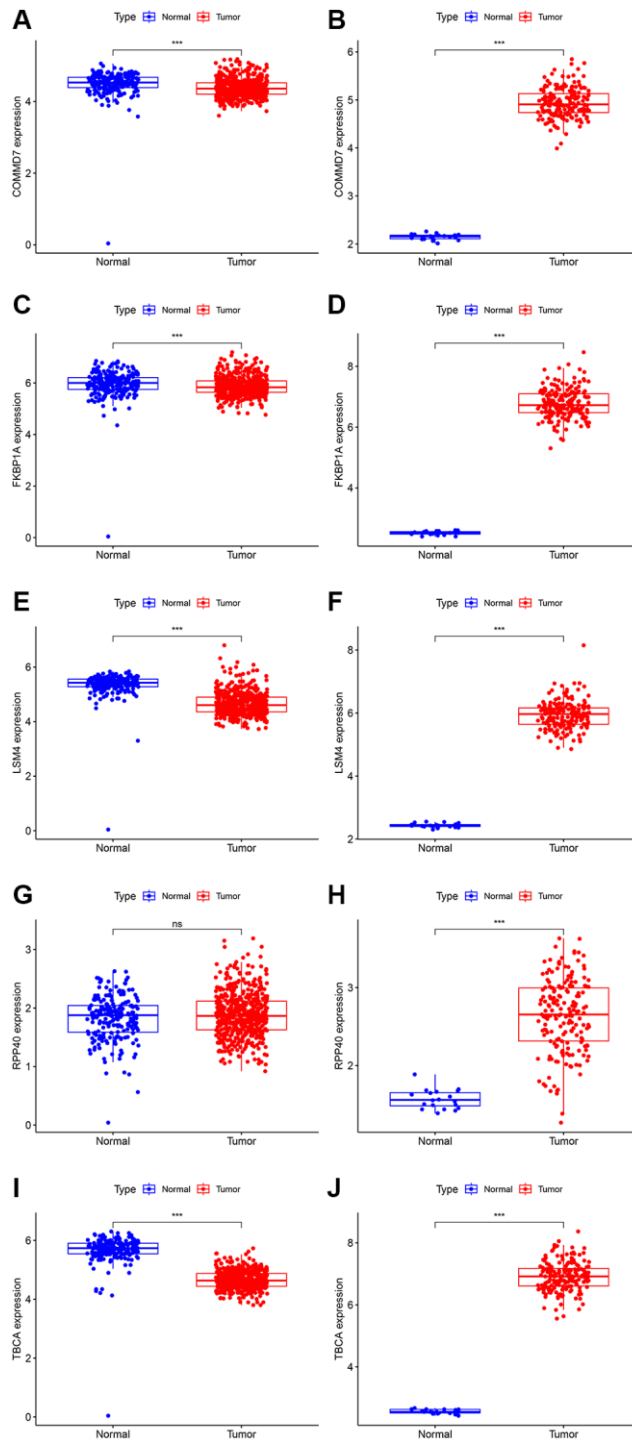 A
Type Normal Tumor
***
COMMD7 expression
4
2
0
Normal Tumor
B
Type Normal Tumor
***
COMMD7 expression
6
5
4
3
2
Normal Tumor
C
Type Normal Tumor
***
FKBP1A expression
6
4
2
0
Normal Tumor
D
Type Normal Tumor
***
FKBP1A expression
8
6
4
Normal Tumor
E
Type Normal Tumor
***
LSM4 expression
6
4
2
0
Normal Tumor
F
Type Normal Tumor
***
LSM4 expression
8
6
4
2
Normal Tumor
G
Type Normal Tumor
ns
RPP40 expression
3
2
1
0
Normal Tumor
H
Type Normal Tumor
***
RPP40 expression
3
2
Normal Tumor
I
Type Normal Tumor
***
TBCA expression
6
4
2
0
Normal Tumor
J
Type Normal Tumor
***
TBCA expression
8
6
4
Normal Tumor